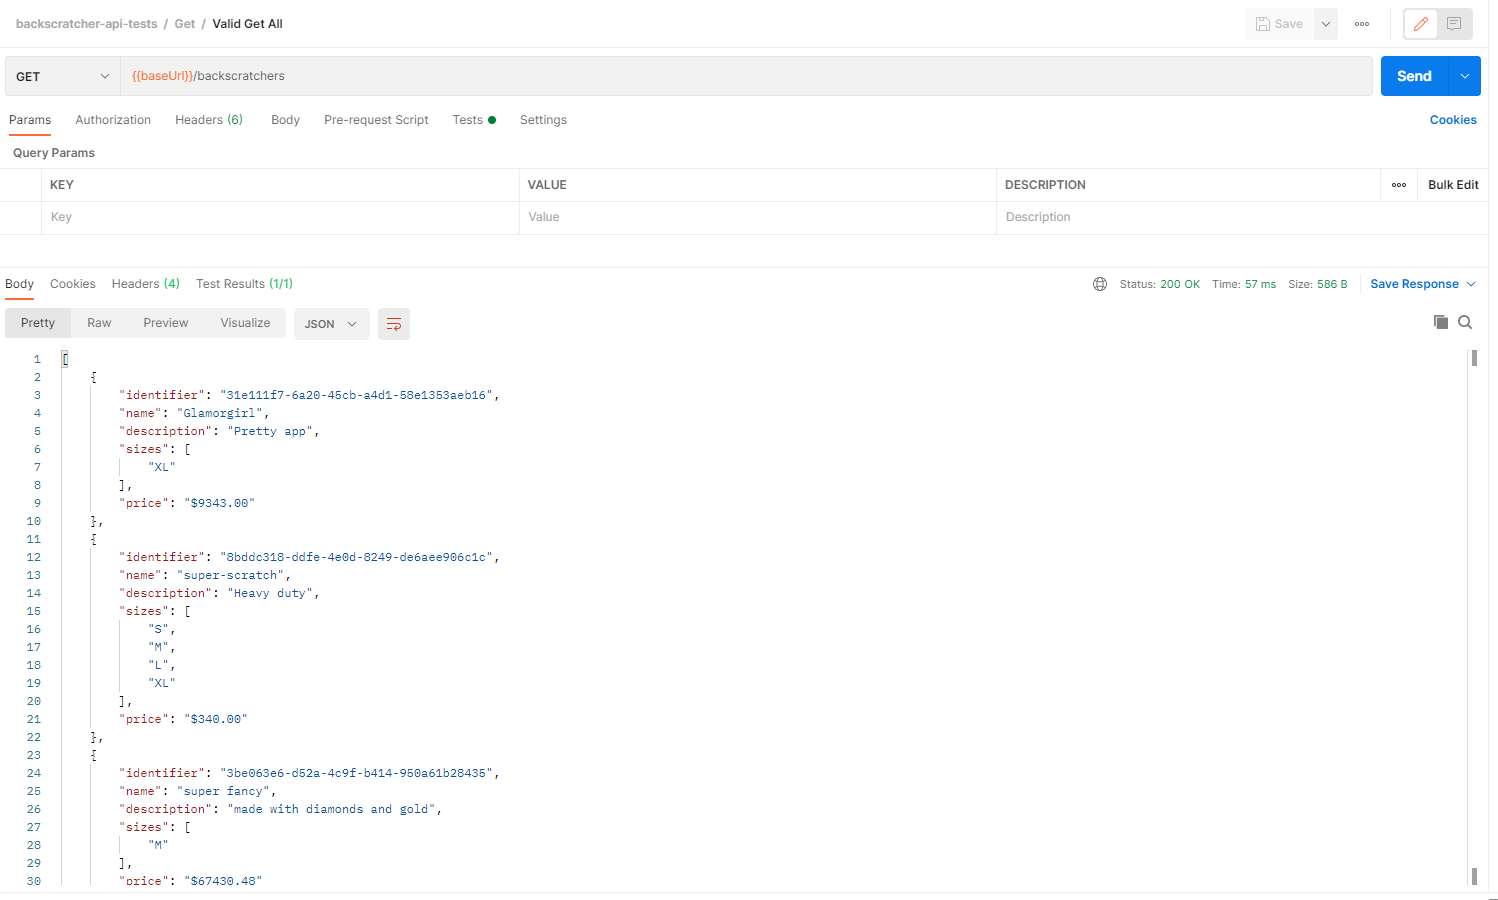 backscratcher-api-tests / Get / Valid Get All
Save
GET {{baseUrl}}/backscratchers Send
Params Authorization Headers (6) Body Pre-request Script Tests Settings Cookies
Query Params
KEY VALUE DESCRIPTION Bulk Edit
Key Value Description
Body Cookies Headers (4) Test Results (1/1) Status: 200 OK Time: 57 ms Size: 586 B Save Response
Pretty Raw Preview Visualize JSON
1 [
2 {
3 "identifier": "31e111f7-6a20-45cb-a4d1-58e1353aeb16",
4 "name": "Glamorgirl",
5 "description": "Pretty app",
6 "sizes": [
7 "XL"
8 ],
9 "price": "$9343.00"
10 },
11 {
12 "identifier": "8bddc318-ddfe-4e0d-8249-de6aee906c1c",
13 "name": "super-scratch",
14 "description": "Heavy duty",
15 "sizes": [
16 "S",
17 "M",
18 "L",
19 "XL"
20 ],
21 "price": "$340.00"
22 },
23 {
24 "identifier": "3be063e6-d52a-4c9f-b414-950a61b28435",
25 "name": "super fancy",
26 "description": "made with diamonds and gold",
27 "sizes": [
28 "M"
29 ],
30 "price": "$67430.48"